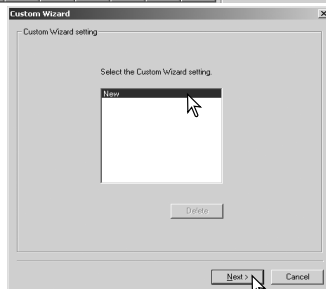 Custom Wizard
Custom Wizard setting
Select the Custom Wizard setting.
New
Delete
Next >
Cancel